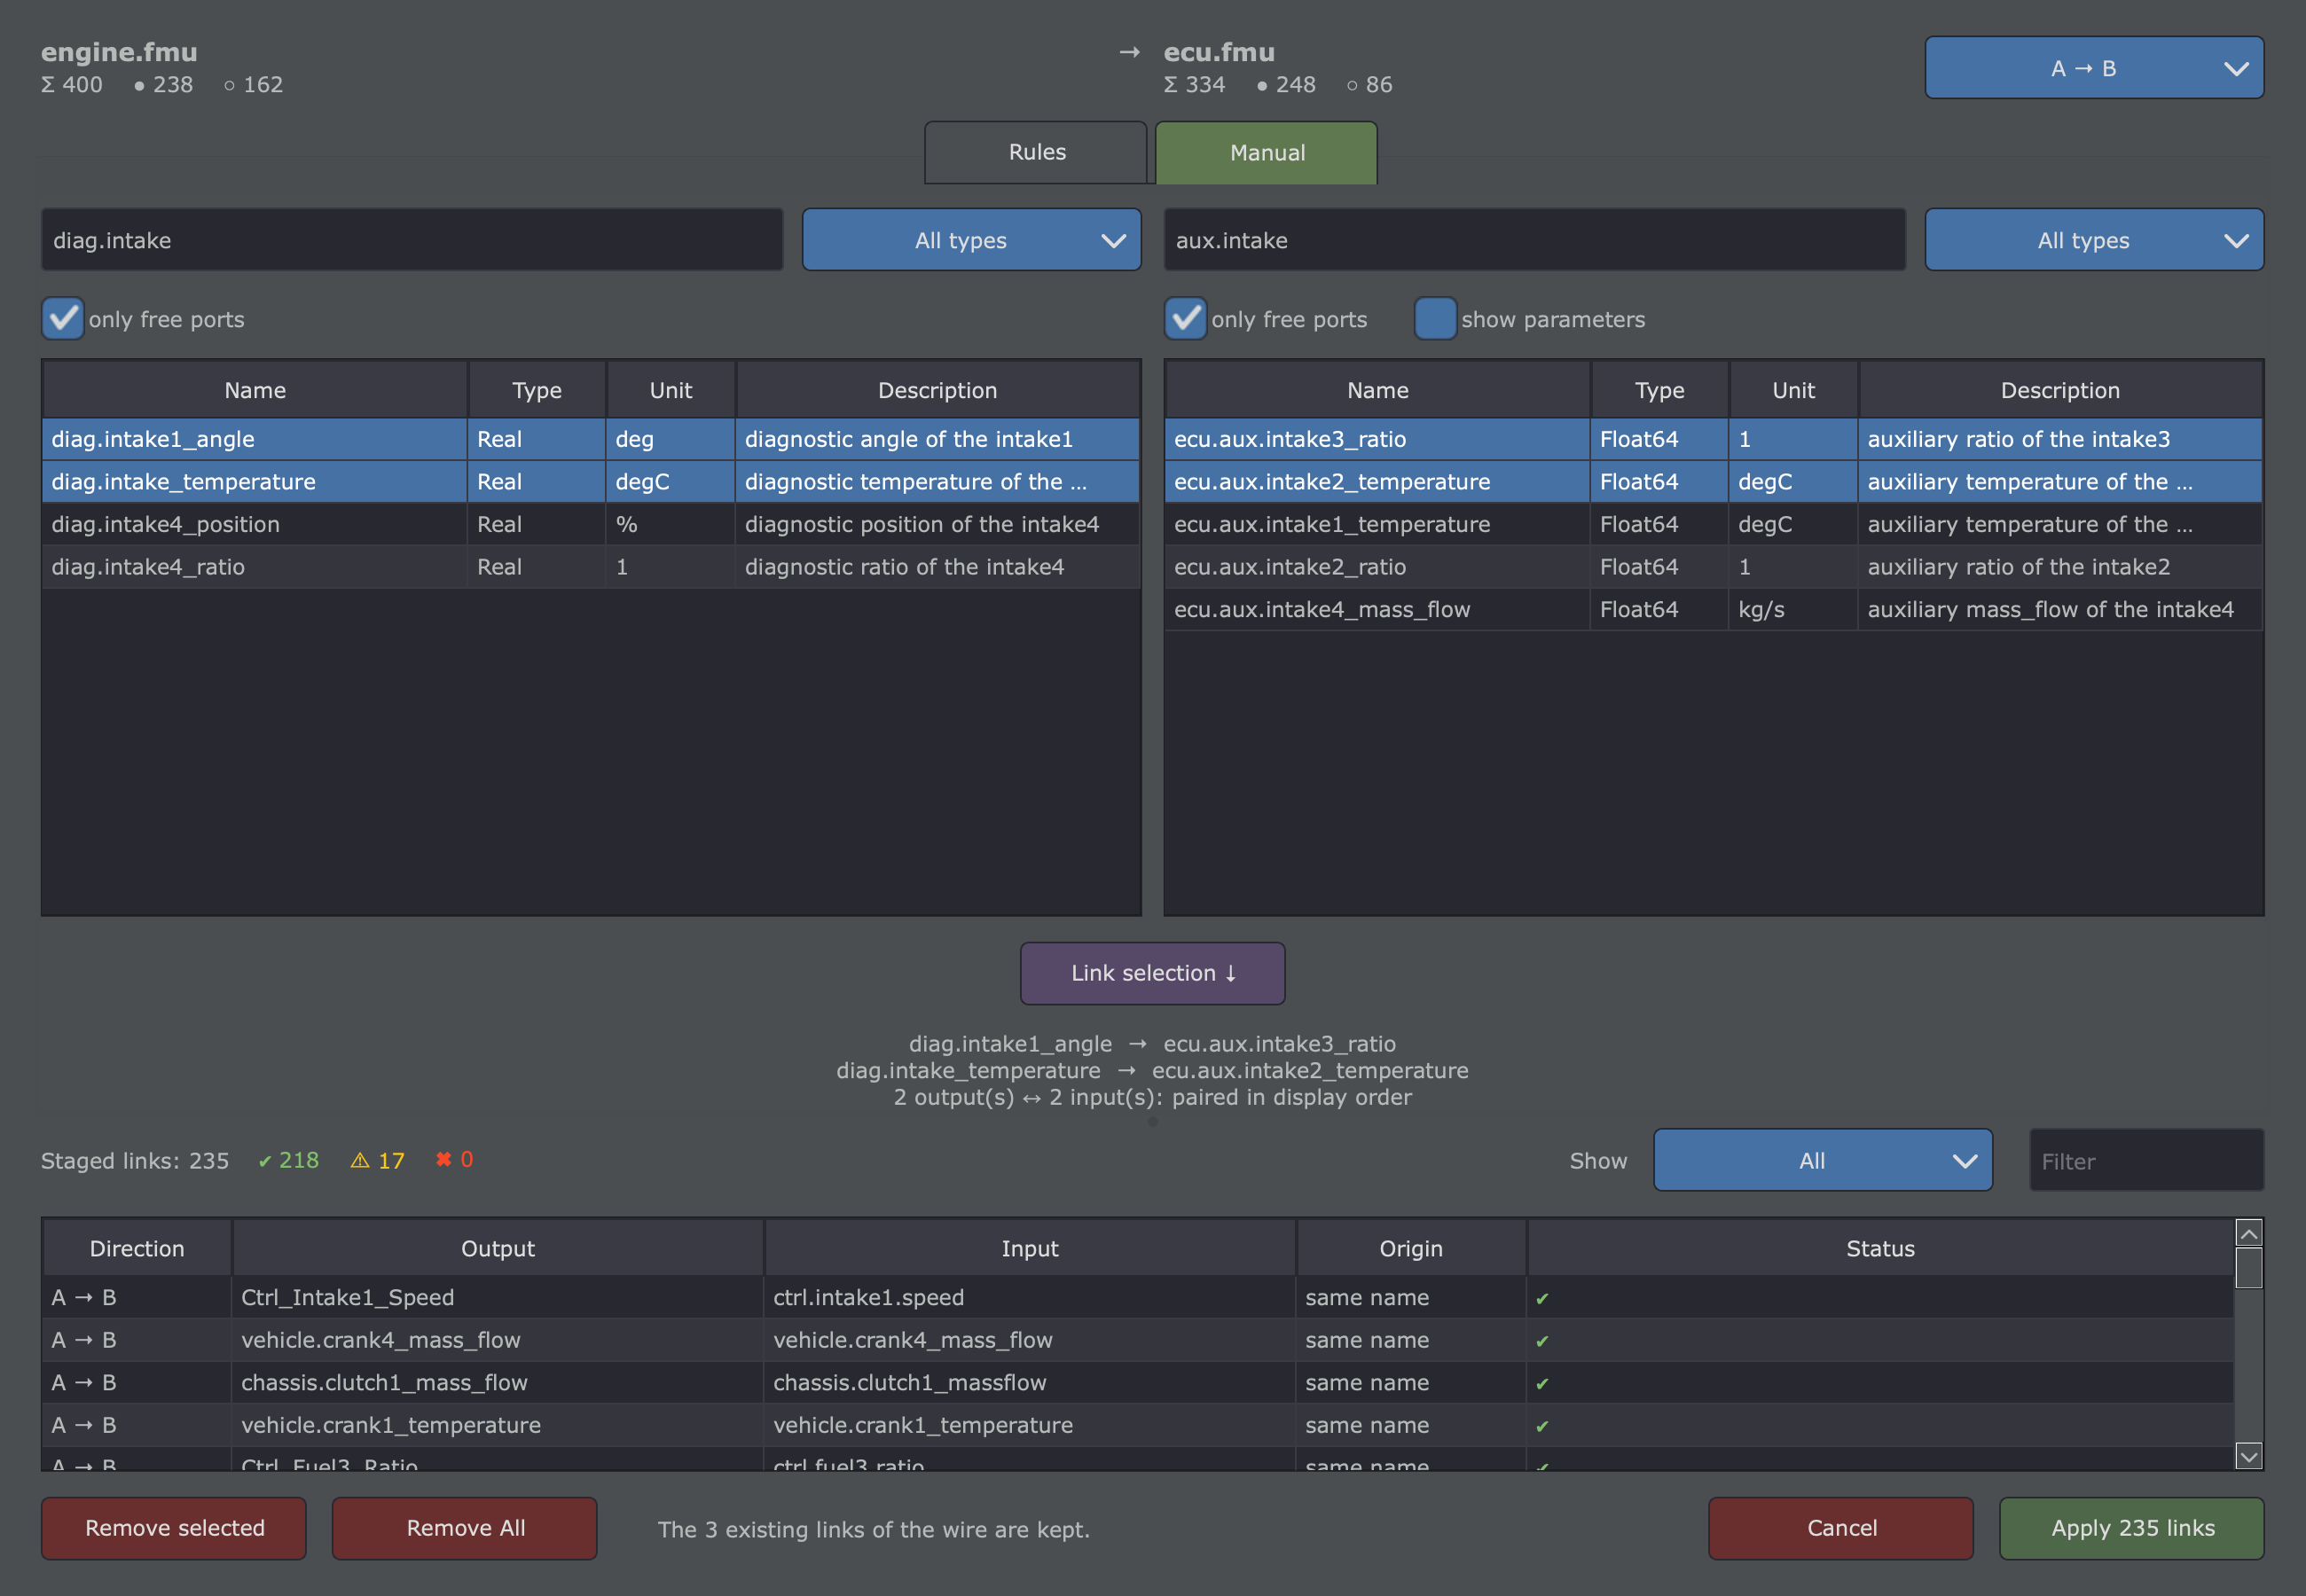 engine.fmu → ecu.fmu
Σ 400 ● 238 ○ 162 Σ 334 ● 248 ○ 86
A → B
Rules Manual
diag.intake All types aux.intake All types
only free ports only free ports show parameters
Name Type Unit Description Name Type Unit Description
diag.intake1_angle Real deg diagnostic angle of the intake1 ecu.aux.intake3_ratio Float64 1 auxiliary ratio of the intake3
diag.intake_temperature Real degC diagnostic temperature of the ... ecu.aux.intake2_temperature Float64 degC auxiliary temperature of the ...
diag.intake4_position Real % diagnostic position of the intake4 ecu.aux.intake1_temperature Float64 degC auxiliary temperature of the ...
diag.intake4_ratio Real 1 diagnostic ratio of the intake4 ecu.aux.intake2_ratio Float64 1 auxiliary ratio of the intake2
ecu.aux.intake4_mass_flow Float64 kg/s auxiliary mass_flow of the intake4
Link selection ↓
diag.intake1_angle → ecu.aux.intake3_ratio
diag.intake_temperature → ecu.aux.intake2_temperature
2 output(s) ↔ 2 input(s): paired in display order
Staged links: 235 ✔ 218 ⚠ 17 ✖ 0 Show All Filter
Direction Output Input Origin Status
A → B Ctrl_Intake1_Speed ctrl.intake1.speed same name ✔
A → B vehicle.crank4_mass_flow vehicle.crank4_mass_flow same name ✔
A → B chassis.clutch1_mass_flow chassis.clutch1_massflow same name ✔
A → B vehicle.crank1_temperature vehicle.crank1_temperature same name ✔
A → B Ctrl_Fuel3_Ratio ctrl.fuel3.ratio same name ✔
Remove selected Remove All The 3 existing links of the wire are kept. Cancel Apply 235 links